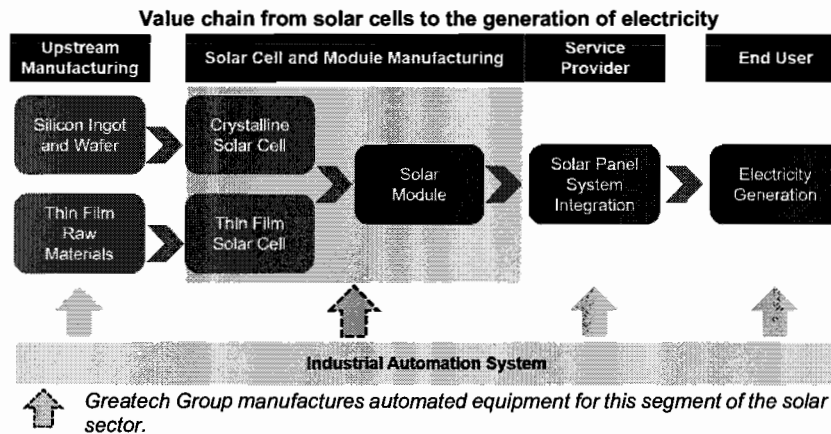 Value chain from solar cells to the generation of electricity
Upstream
Manufacturing
Solar Cell and Module Manufacturing
Service
Provider
End User
Silicon Ingot
and Wafer
Crystalline
Solar Cell
Solar
Module
Solar Panel
System
Integration
Electricity
Generation
Thin Film
Raw
Materials
Thin Film
Solar Cell
Industrial Automation System
Greatech Group manufactures automated equipment for this segment of the solar
sector.